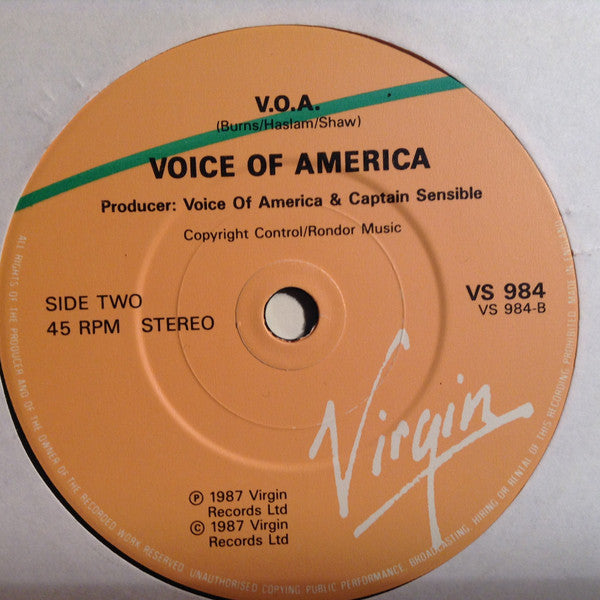 V.O.A.
(Burns/Haslam/Shaw)
VOICE OF AMERICA
Producer: Voice Of America & Captain Sensible
Copyright Control/Rondor Music
SIDE TWO
45 RPM STEREO
VS 984
VS 984-B
Virgin
℗ 1987 Virgin
Records Ltd
© 1987 Virgin
Records Ltd
ALL RIGHTS OF THE PRODUCER AND OF THE OWNER OF THE RECORDED WORK RESERVED. UNAUTHORISED COPYING PUBLIC PERFORMANCE, BROADCASTING, HIRING OR RENTAL OF THIS RECORDING PROHIBITED. MADE IN ENGLAND